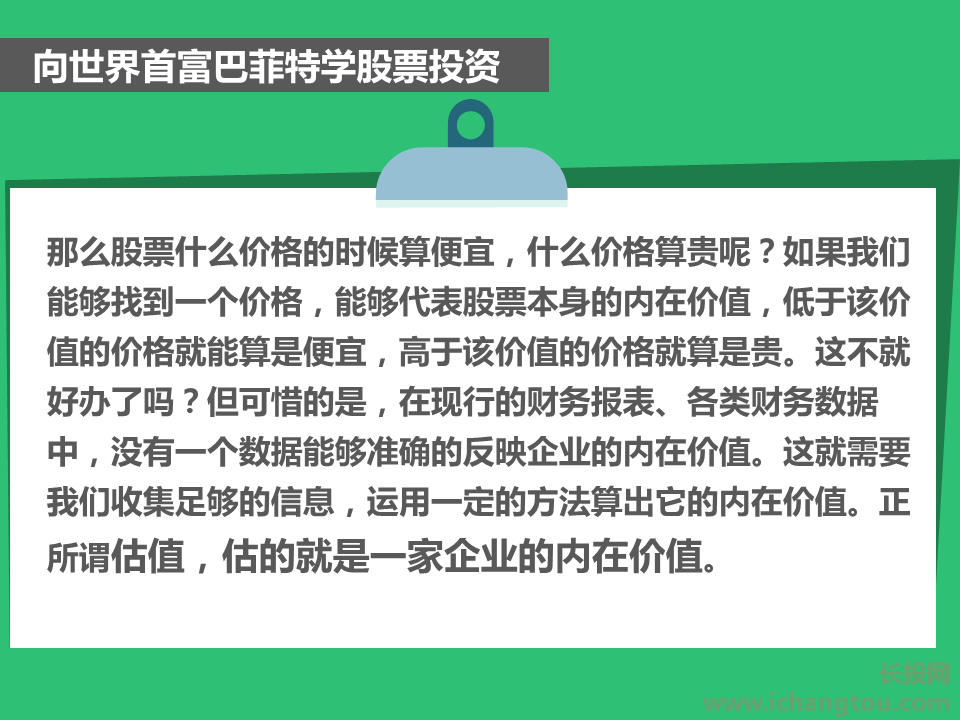 向世界首富巴菲特学股票投资
那么股票什么价格的时候算便宜，什么价格算贵呢？如果我们
能够找到一个价格，能够代表股票本身的内在价值，低于该价
值的价格就能算是便宜，高于该价值的价格就算是贵。这不就
好办了吗？但可惜的是，在现行的财务报表、各类财务数据
中，没有一个数据能够准确的反映企业的内在价值。这就需要
我们收集足够的信息，运用一定的方法算出它的内在价值。正
所谓估值，估的就是一家企业的内在价值。
长投网
www.ichangtou.com